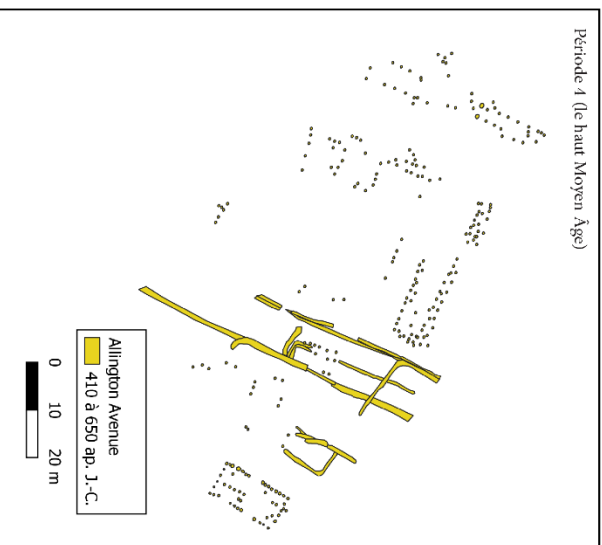 Période 4 (le haut Moyen Âge)
Allington Avenue
410 à 650 ap. J.-C.
0 10 20 m